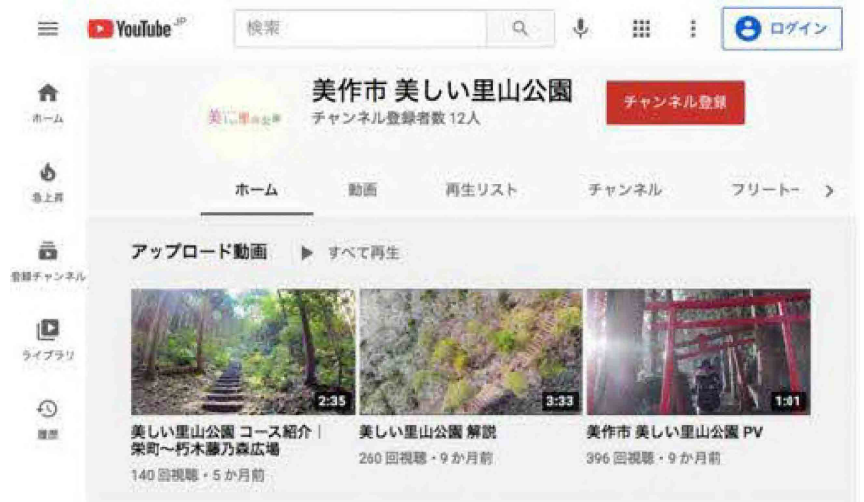 YouTube JP
検索
ログイン
ホーム
急上昇
登録チャンネル
ライブラリ
履歴
美作市 美しい里山公園
チャンネル登録者数 12人
チャンネル登録
ホーム 動画 再生リスト チャンネル フリートー
アップロード動画 すべて再生
2:35
3:33
1:01
美しい里山公園 コース紹介｜
栄町〜朽木藤乃森広場
140 回視聴・5 か月前
美しい里山公園 解説
260 回視聴・9 か月前
美作市 美しい里山公園 PV
396 回視聴・9 か月前